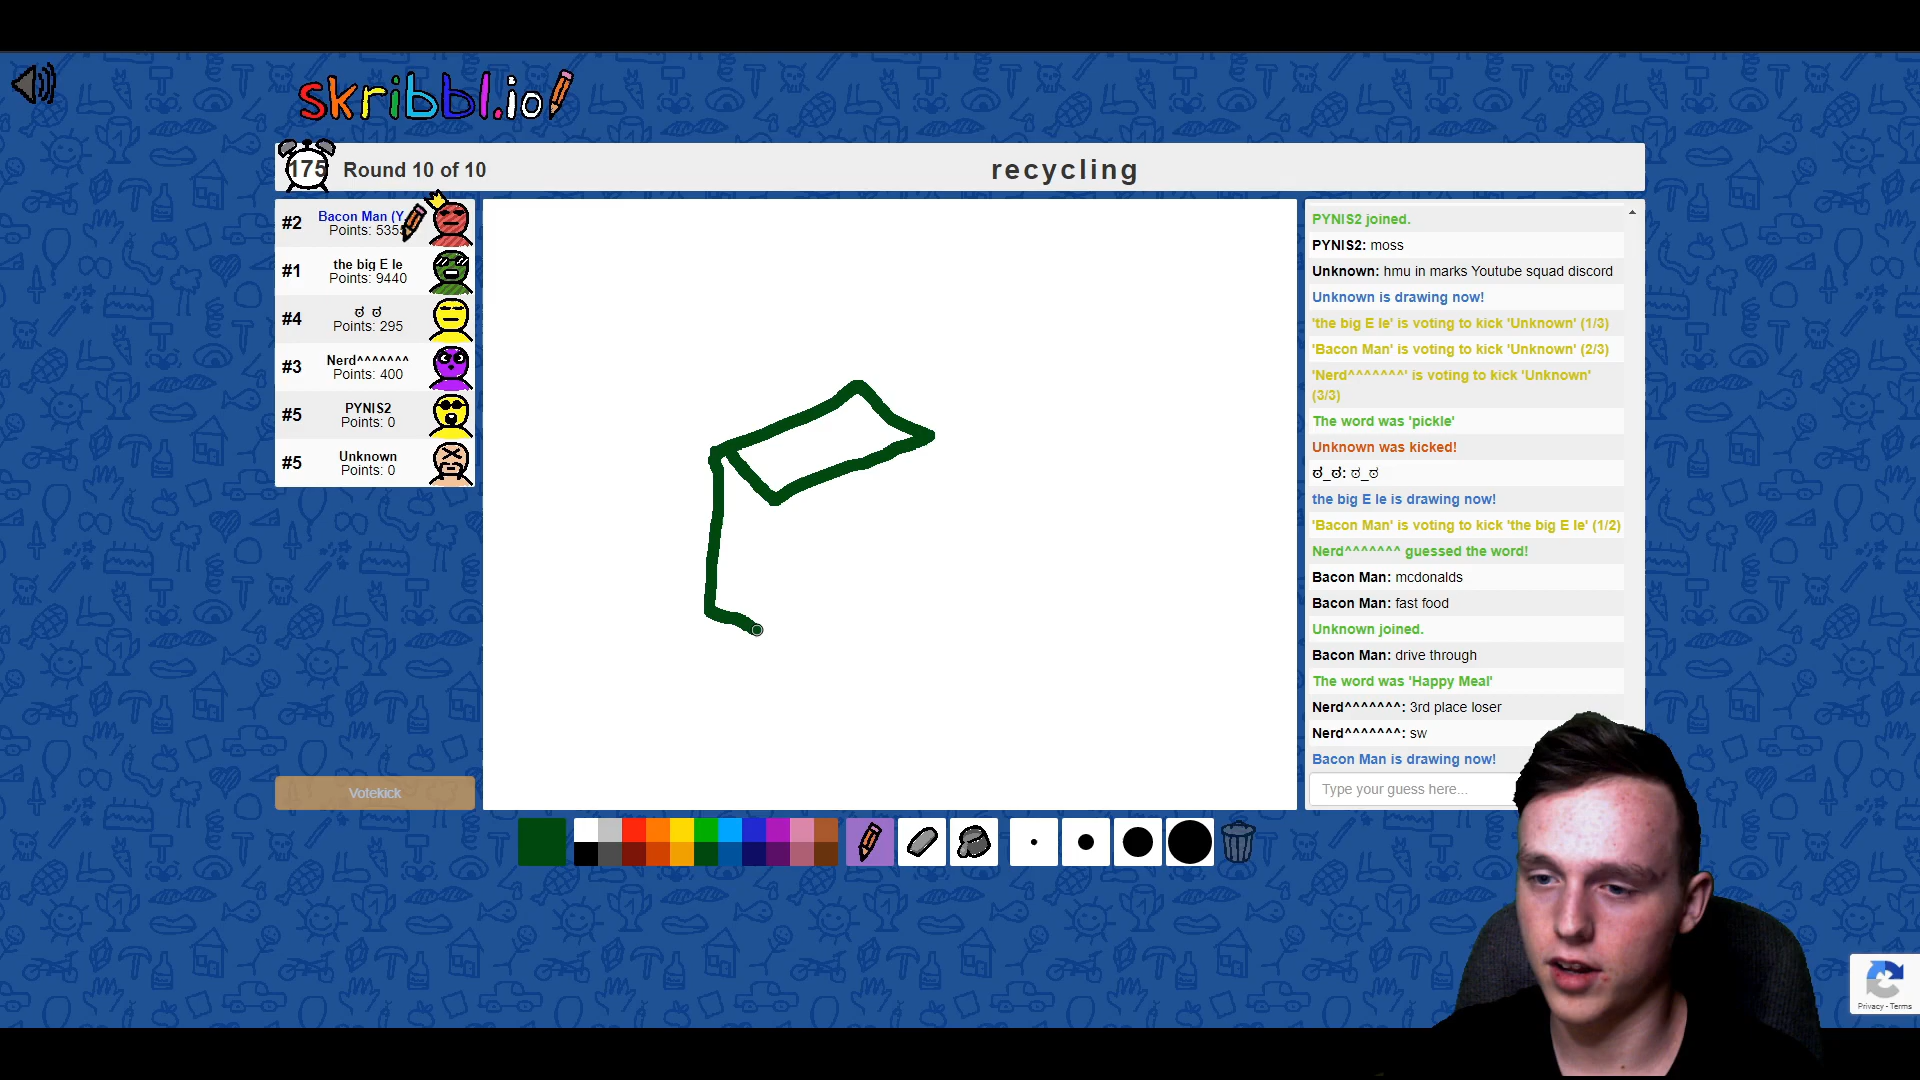 skribbl.io
175 Round 10 of 10
recycling
#2 Bacon Man (Y
Points: 5355
#1 the big E le
Points: 9440
#4 ಠ ಠ
Points: 295
#3 Nerd^^^^^^^
Points: 400
#5 PYNIS2
Points: 0
#5 Unknown
Points: 0
Votekick
PYNIS2 joined.
PYNIS2: moss
Unknown: hmu in marks Youtube squad discord
Unknown is drawing now!
'the big E le' is voting to kick 'Unknown' (1/3)
'Bacon Man' is voting to kick 'Unknown' (2/3)
'Nerd^^^^^^^' is voting to kick 'Unknown'
(3/3)
The word was 'pickle'
Unknown was kicked!
ಠ_ಠ: ಠ_ಠ
the big E le is drawing now!
'Bacon Man' is voting to kick 'the big E le' (1/2)
Nerd^^^^^^^ guessed the word!
Bacon Man: mcdonalds
Bacon Man: fast food
Unknown joined.
Bacon Man: drive through
The word was 'Happy Meal'
Nerd^^^^^^^: 3rd place loser
Nerd^^^^^^^: sw
Bacon Man is drawing now!
Type your guess here...
Privacy - Terms